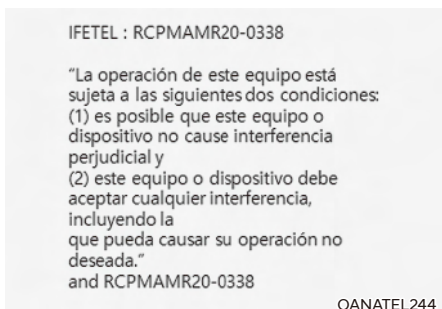 IFETEL : RCPMAMR20-0338
"La operación de este equipo está
sujeta a las siguientes dos condiciones:
(1) es posible que este equipo o
dispositivo no cause interferencia
perjudicial y
(2) este equipo o dispositivo debe
aceptar cualquier interferencia,
incluyendo la
que pueda causar su operación no
deseada.”
and RCPMAMR20-0338
OANATEL244